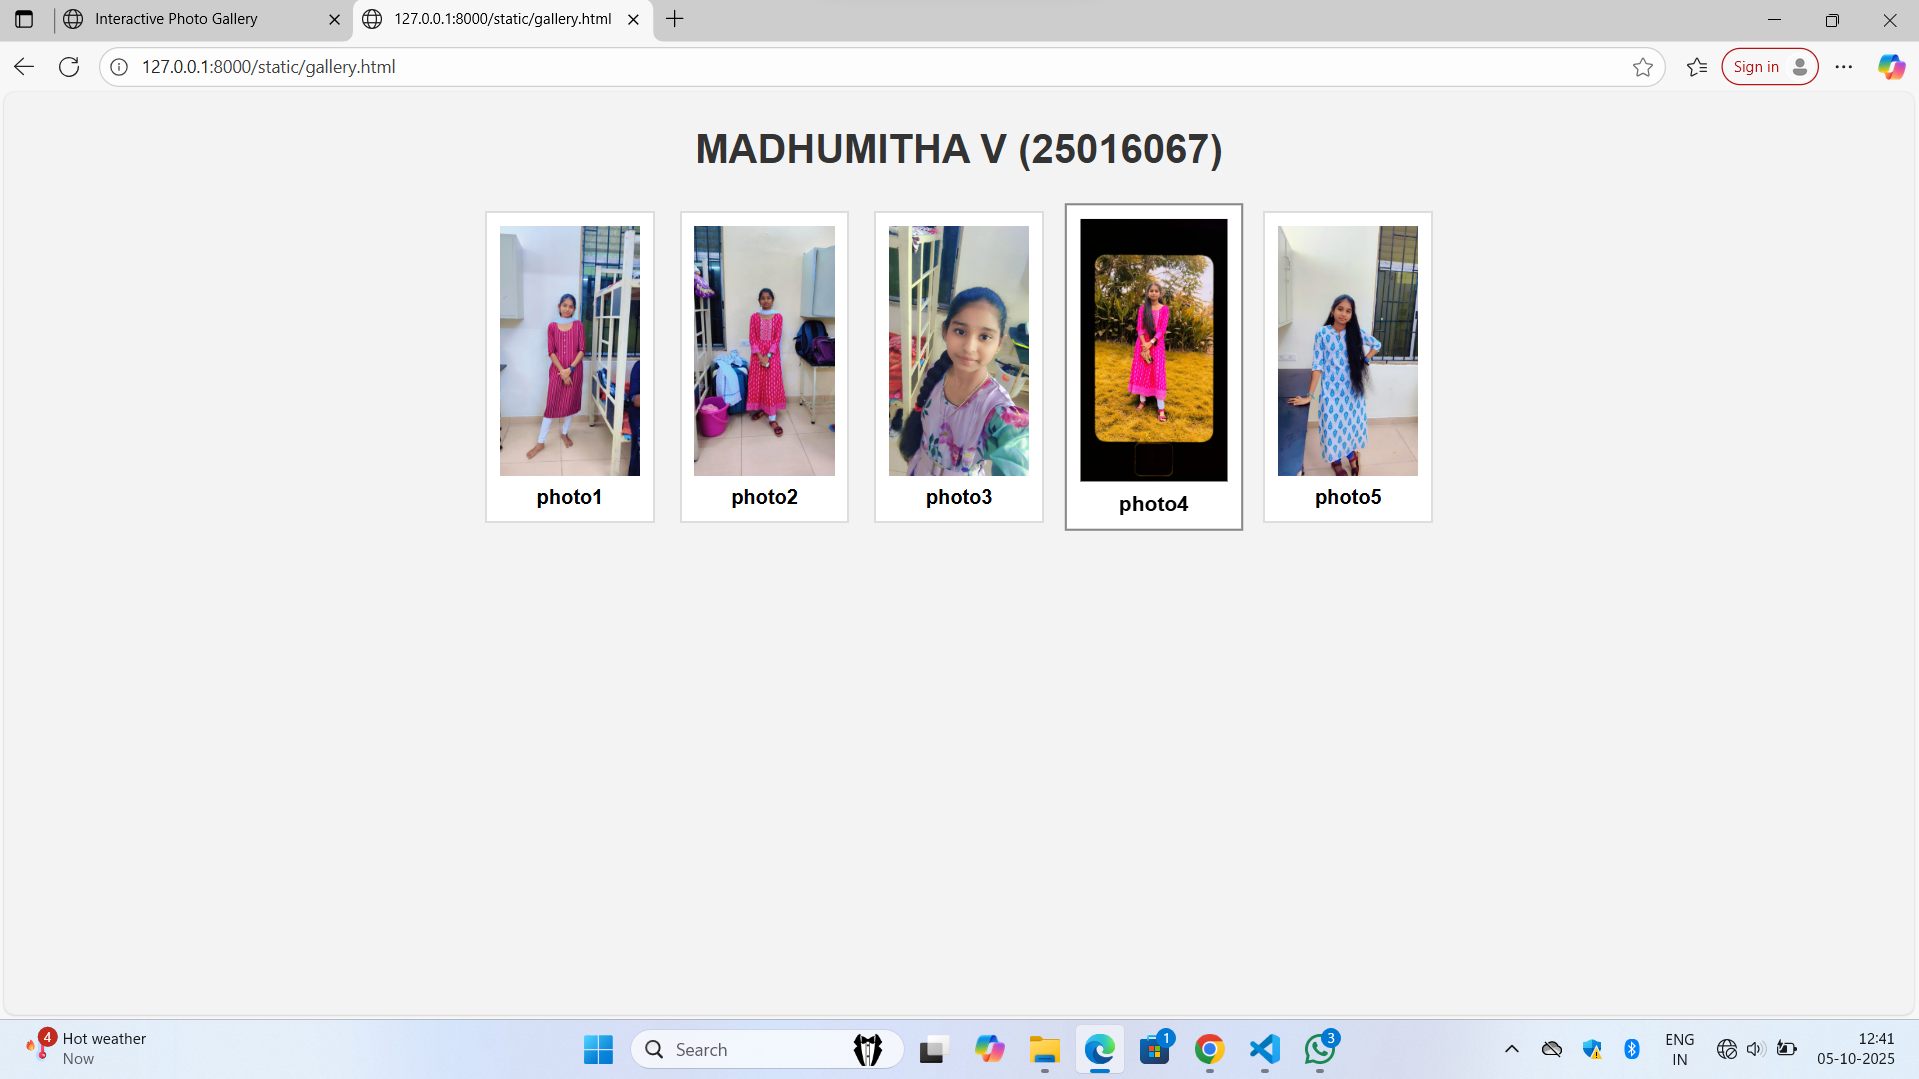 Interactive Photo Gallery
127.0.0.1:8000/static/gallery.html
127.0.0.1:8000/static/gallery.html
Sign in
MADHUMITHA V (25016067)
photo1
photo2
photo3
photo4
photo5
4
Hot weather
Now
Search
1
3
ENG
IN
12:41
05-10-2025